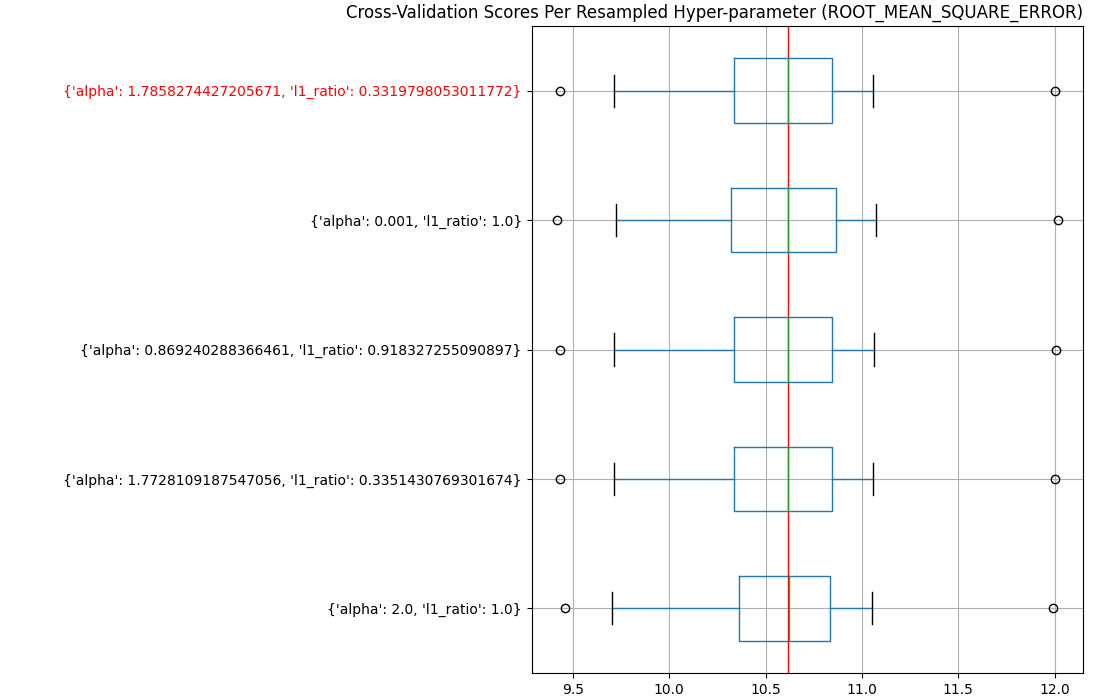 Cross-Validation Scores Per Resampled Hyper-parameter (ROOT_MEAN_SQUARE_ERROR)
{'alpha': 1.7858274427205671, 'l1_ratio': 0.3319798053011772}
{'alpha': 0.001, 'l1_ratio': 1.0}
{'alpha': 0.869240288366461, 'l1_ratio': 0.918327255090897}
{'alpha': 1.7728109187547056, 'l1_ratio': 0.3351430769301674}
{'alpha': 2.0, 'l1_ratio': 1.0}
9.5 10.0 10.5 11.0 11.5 12.0